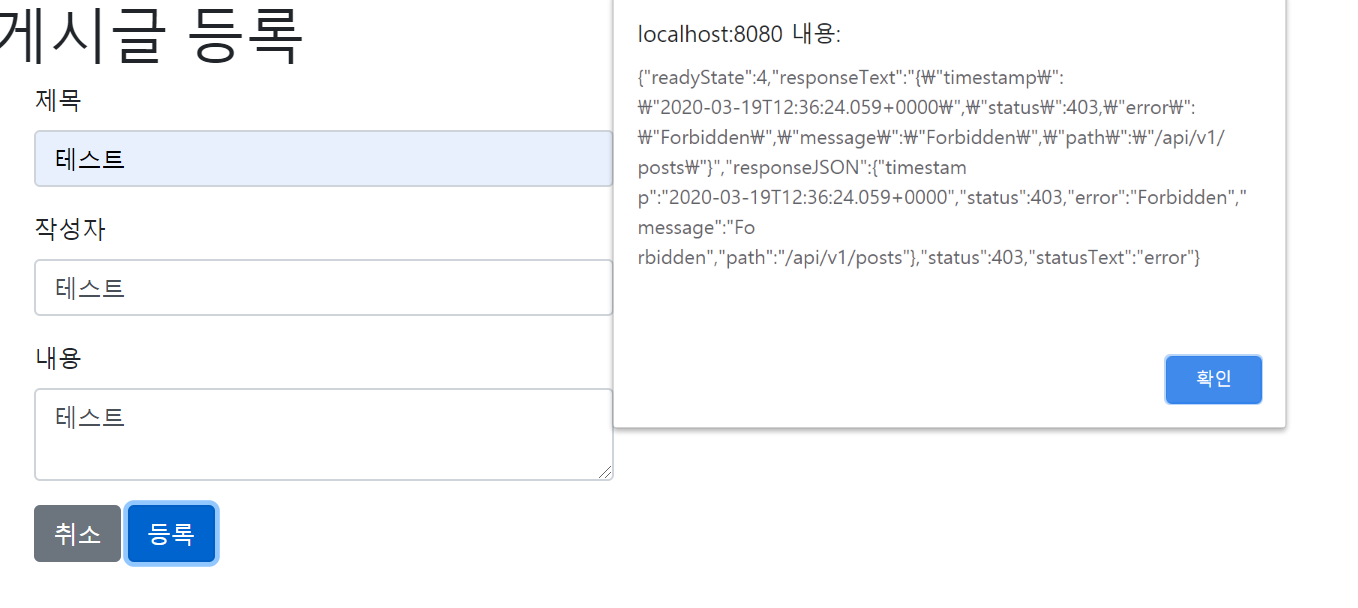 게시글 등록
제목
테스트
작성자
테스트
내용
테스트
취소 등록
localhost:8080 내용:
{"readyState":4,"responseText":"{₩"timestamp₩":
₩"2020-03-19T12:36:24.059+0000₩",₩"status₩":403,₩"error₩":
₩"Forbidden₩",₩"message₩":₩"Forbidden₩",₩"path₩":₩"/api/v1/
posts₩"}","responseJSON":{"timestam
p":"2020-03-19T12:36:24.059+0000","status":403,"error":"Forbidden","
message":"Fo
rbidden","path":"/api/v1/posts"},"status":403,"statusText":"error"}
확인